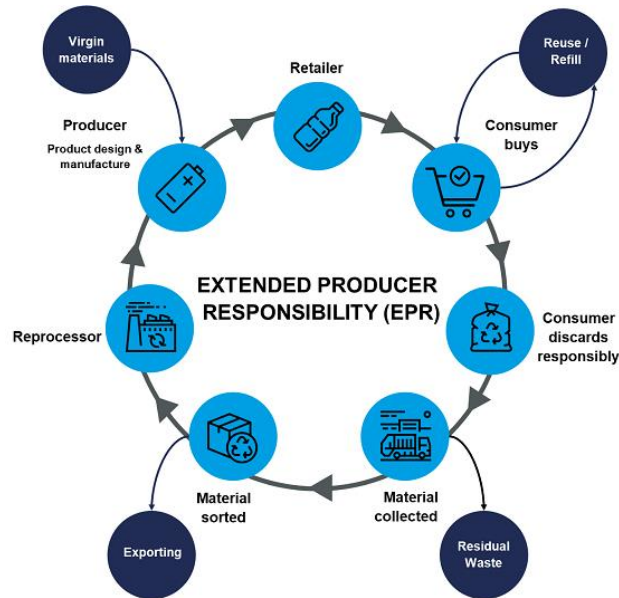 Virgin
materials
Reuse /
Refill
Retailer
Producer
Product design &
manufacture
Consumer
buys
EXTENDED PRODUCER
RESPONSIBILITY (EPR)
Reprocessor
Consumer
discards
responsibly
Material
sorted
Material
collected
Exporting
Residual
Waste